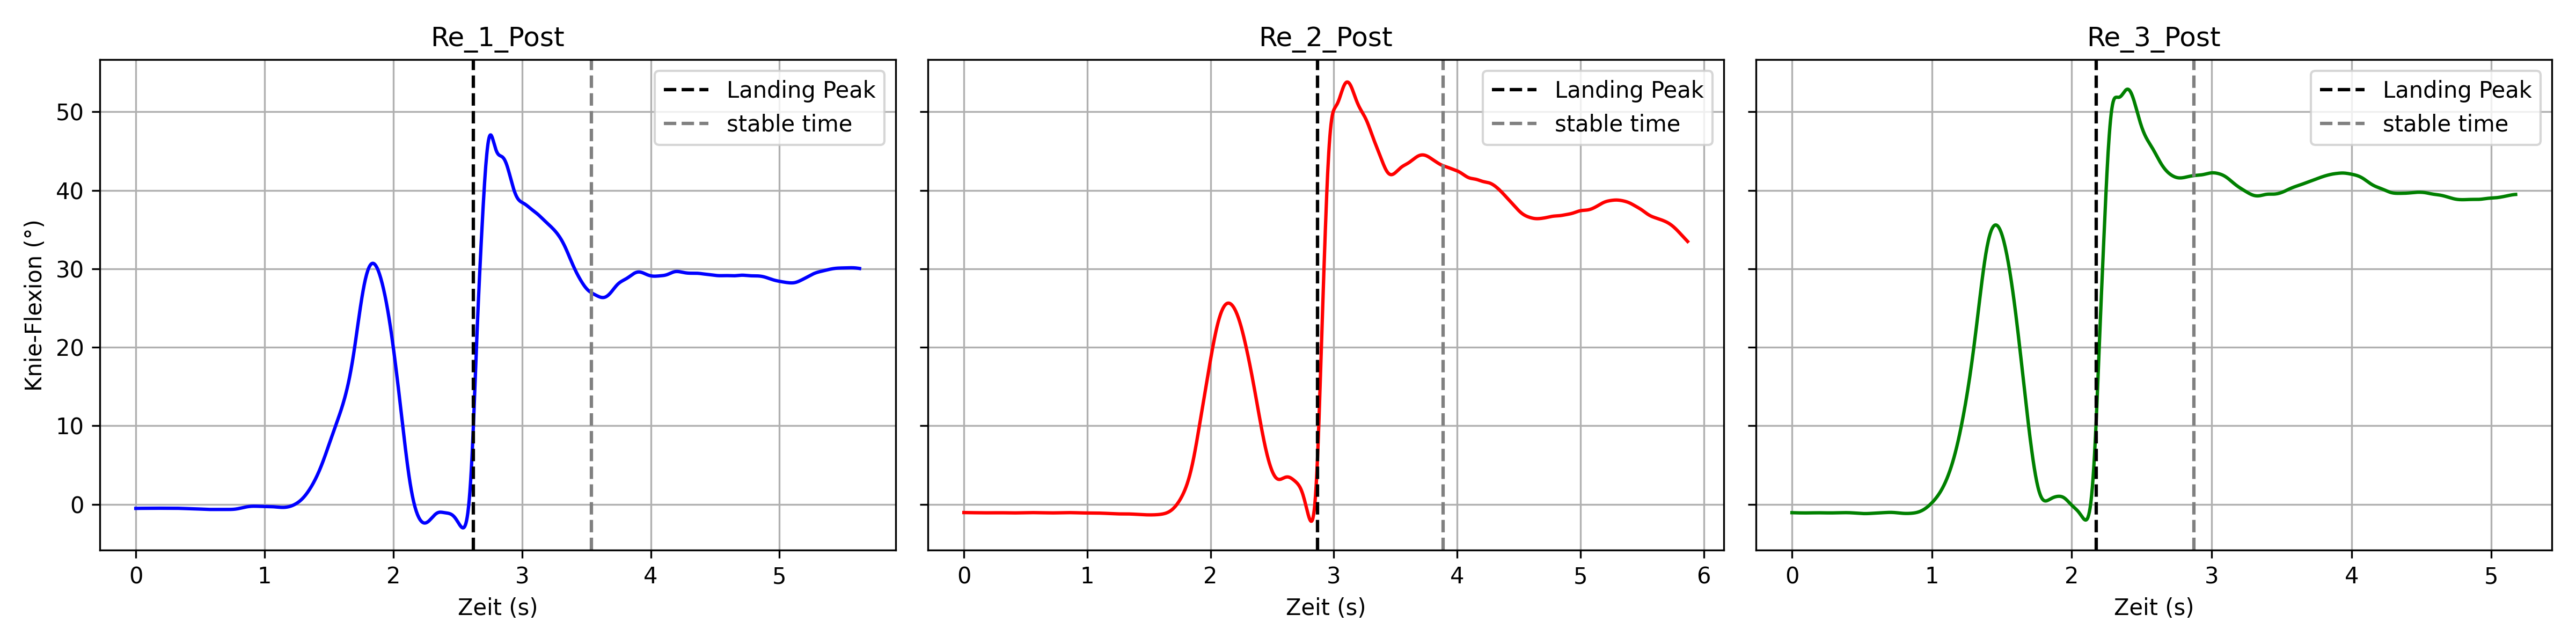 Re_1_Post
Landing Peak
stable time
Knie-Flexion (°)
50
40
30
20
10
0
0 1 2 3 4 5
Zeit (s)
Re_2_Post
Landing Peak
stable time
0 1 2 3 4 5 6
Zeit (s)
Re_3_Post
Landing Peak
stable time
0 1 2 3 4 5
Zeit (s)